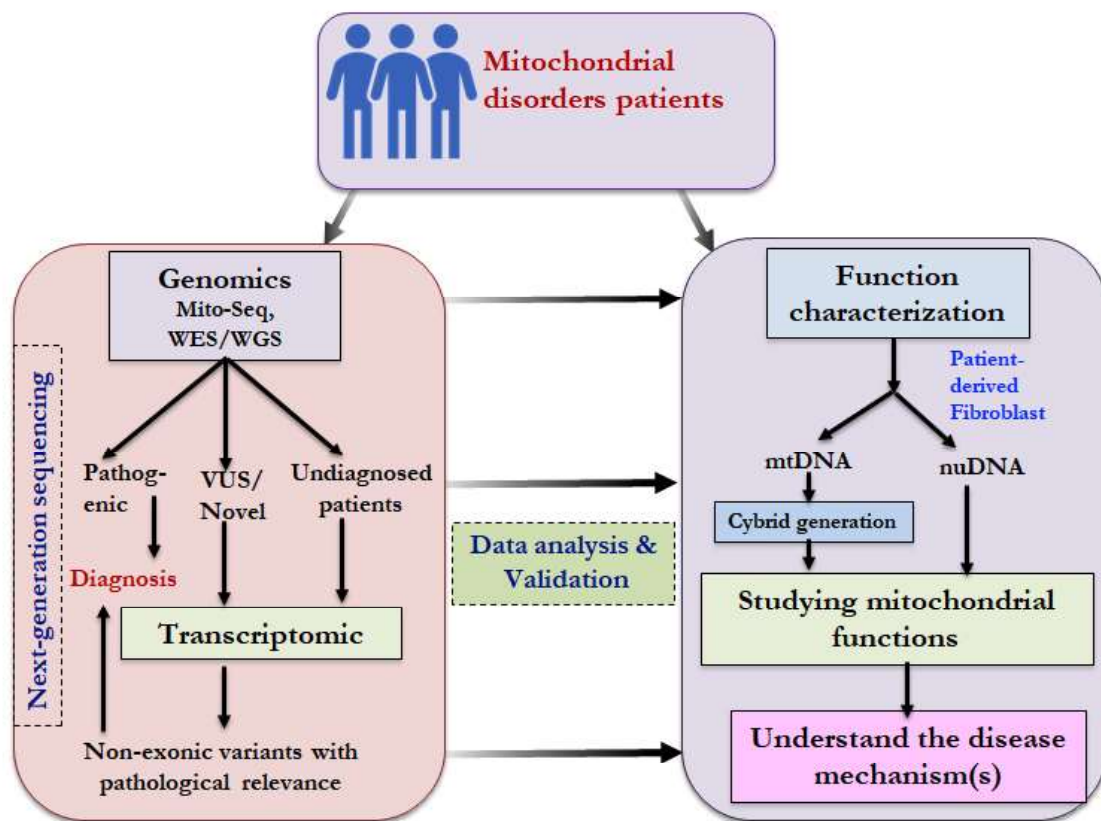 Mitochondrial
disorders patients
Next-generation sequencing
Genomics
Mito-Seq,
WES/WGS
Pathog-
enic
VUS/
Novel
Undiagnosed
patients
Diagnosis
Transcriptomic
Non-exonic variants with
pathological relevance
Data analysis &
Validation
Function
characterization
Patient-
derived
Fibroblast
mtDNA
nuDNA
Cybrid generation
Studying mitochondrial
functions
Understand the disease
mechanism(s)